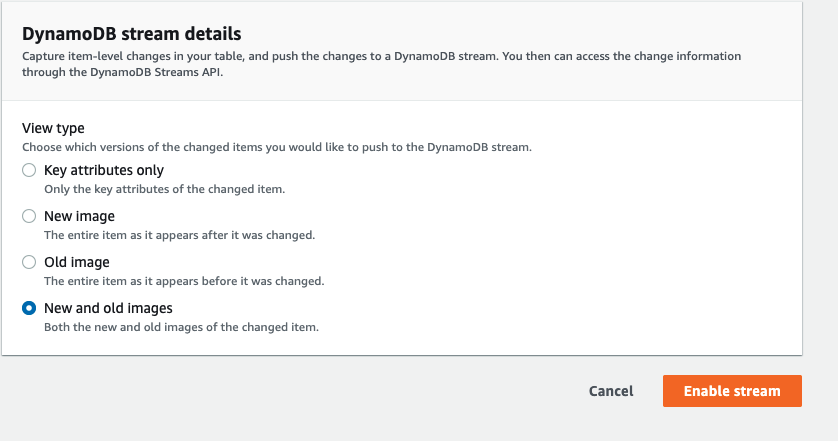 DynamoDB stream details
Capture item-level changes in your table, and push the changes to a DynamoDB stream. You then can access the change information
through the DynamoDB Streams API.
View type
Choose which versions of the changed items you would like to push to the DynamoDB stream.
Key attributes only
Only the key attributes of the changed item.
New image
The entire item as it appears after it was changed.
Old image
The entire item as it appears before it was changed.
New and old images
Both the new and old images of the changed item.
Cancel Enable stream